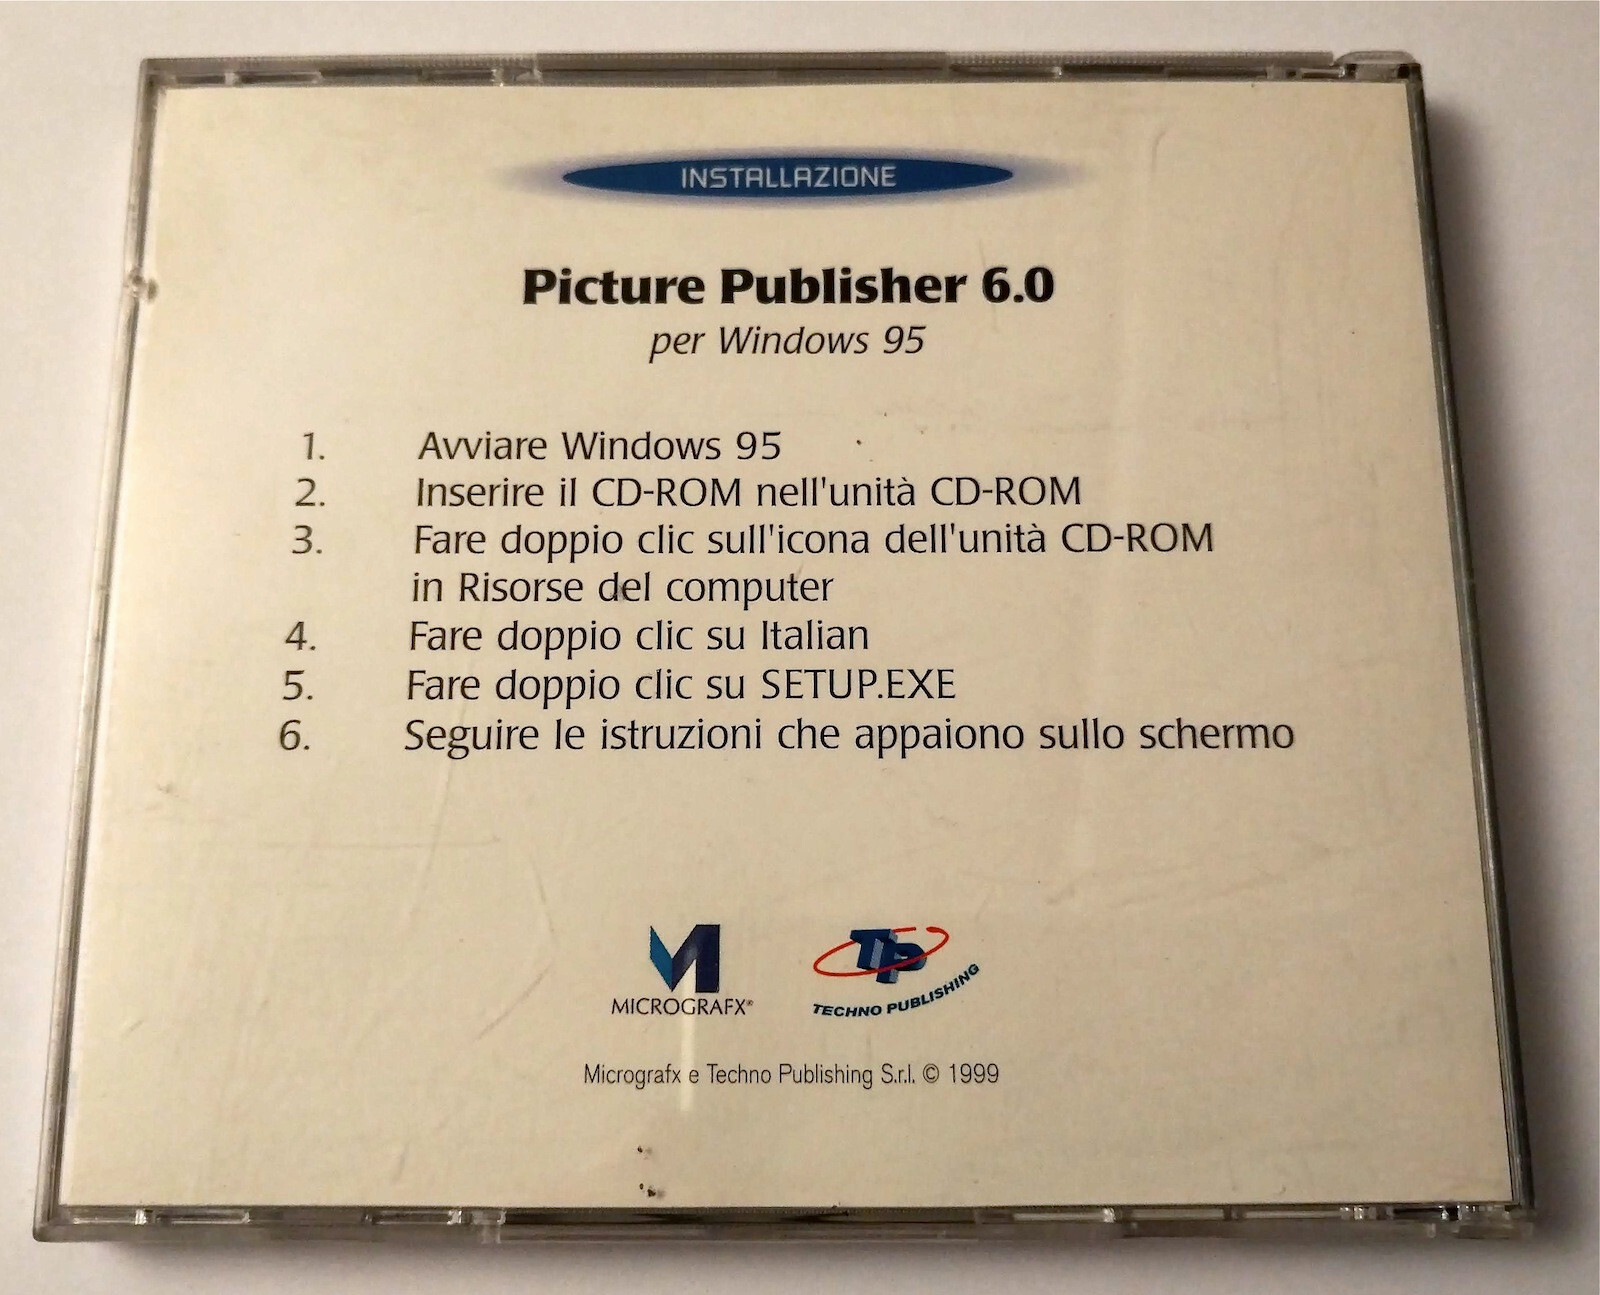 INSTALLAZIONE
Picture Publisher 6.0
per Windows 95
1. Avviare Windows 95
2. Inserire il CD-ROM nell'unità CD-ROM
3. Fare doppio clic sull'icona dell'unità CD-ROM
in Risorse del computer
4. Fare doppio clic su Italian
5. Fare doppio clic su SETUP.EXE
6. Seguire le istruzioni che appaiono sullo schermo
TP
MICROGRAFX®
TECHNO PUBLISHING
Micrografx e Techno Publishing S.r.l. © 1999